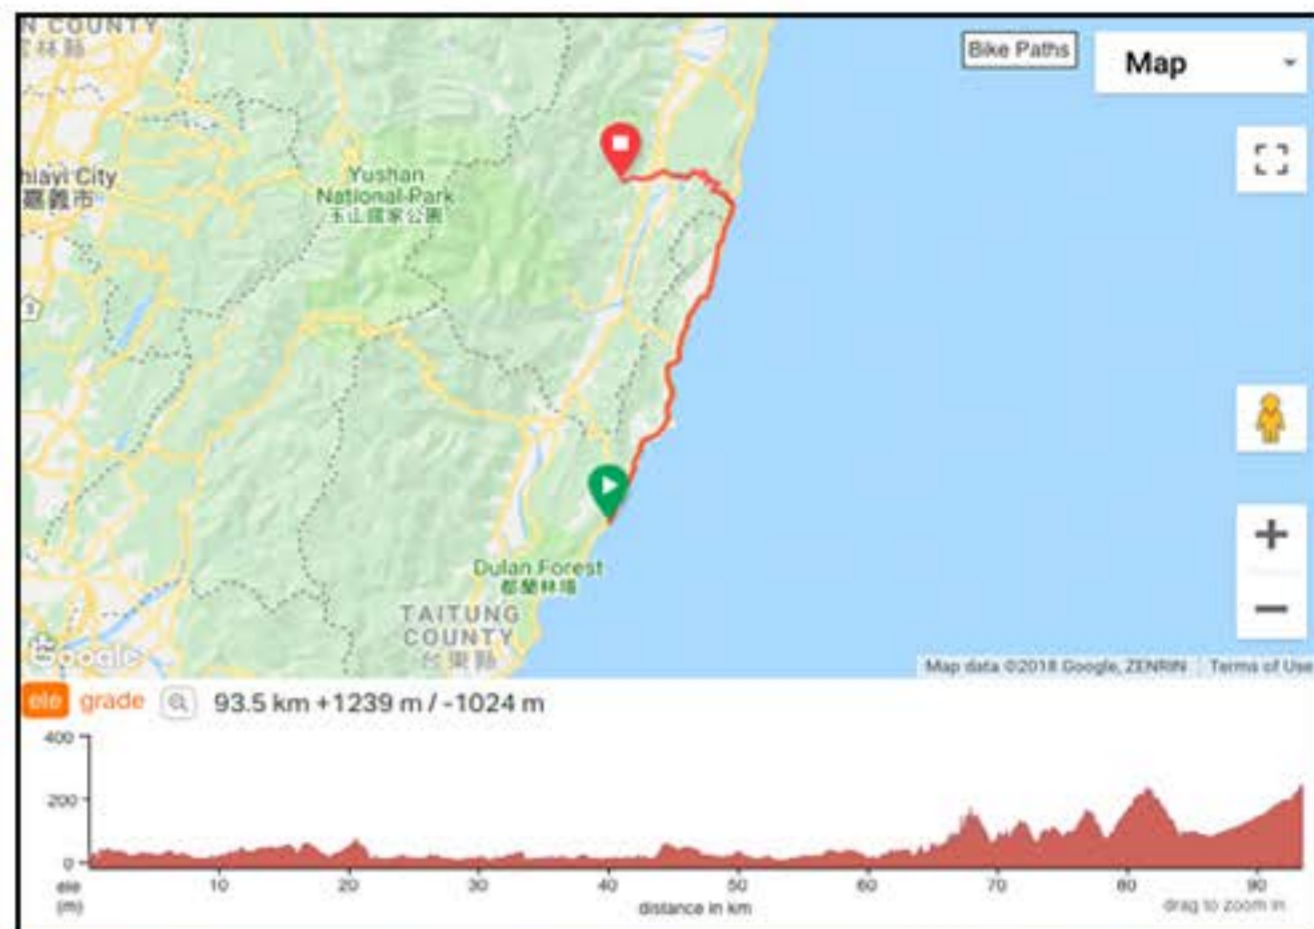 N COUNTY
林縣
Bike Paths
Map
hiayi City
嘉義市
Yushan
National Park
玉山國家公園
Dulan Forest
都蘭林場
TAITUNG
COUNTY
台東縣
Google
Map data ©2018 Google, ZENRIN
Terms of Use
ele grade 93.5 km +1239 m / -1024 m
400
200
0
ele
(m)
10 20 30 40 50 60 70 80 90
distance in km
drag to zoom in